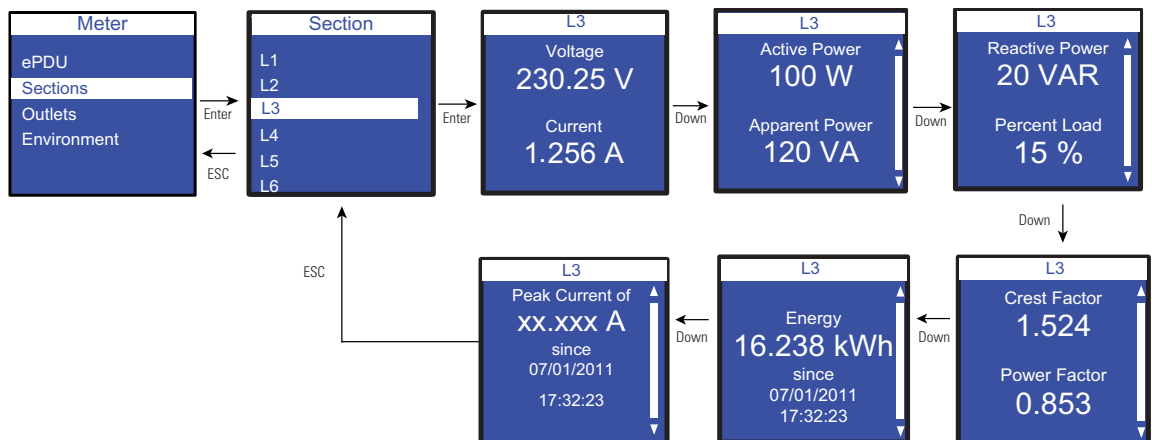 Meter
ePDU
Sections
Outlets
Environment
Enter
ESC
Section
L1
L2
L3
L4
L5
L6
Enter
L3
Voltage
230.25 V
Current
1.256 A
Down
L3
Active Power
100 W
Apparent Power
120 VA
Down
L3
Reactive Power
20 VAR
Percent Load
15 %
Down
L3
Crest Factor
1.524
Power Factor
0.853
Down
L3
Energy
16.238 kWh
since
07/01/2011
17:32:23
Down
L3
Peak Current of
xx.xxx A
since
07/01/2011
17:32:23
ESC